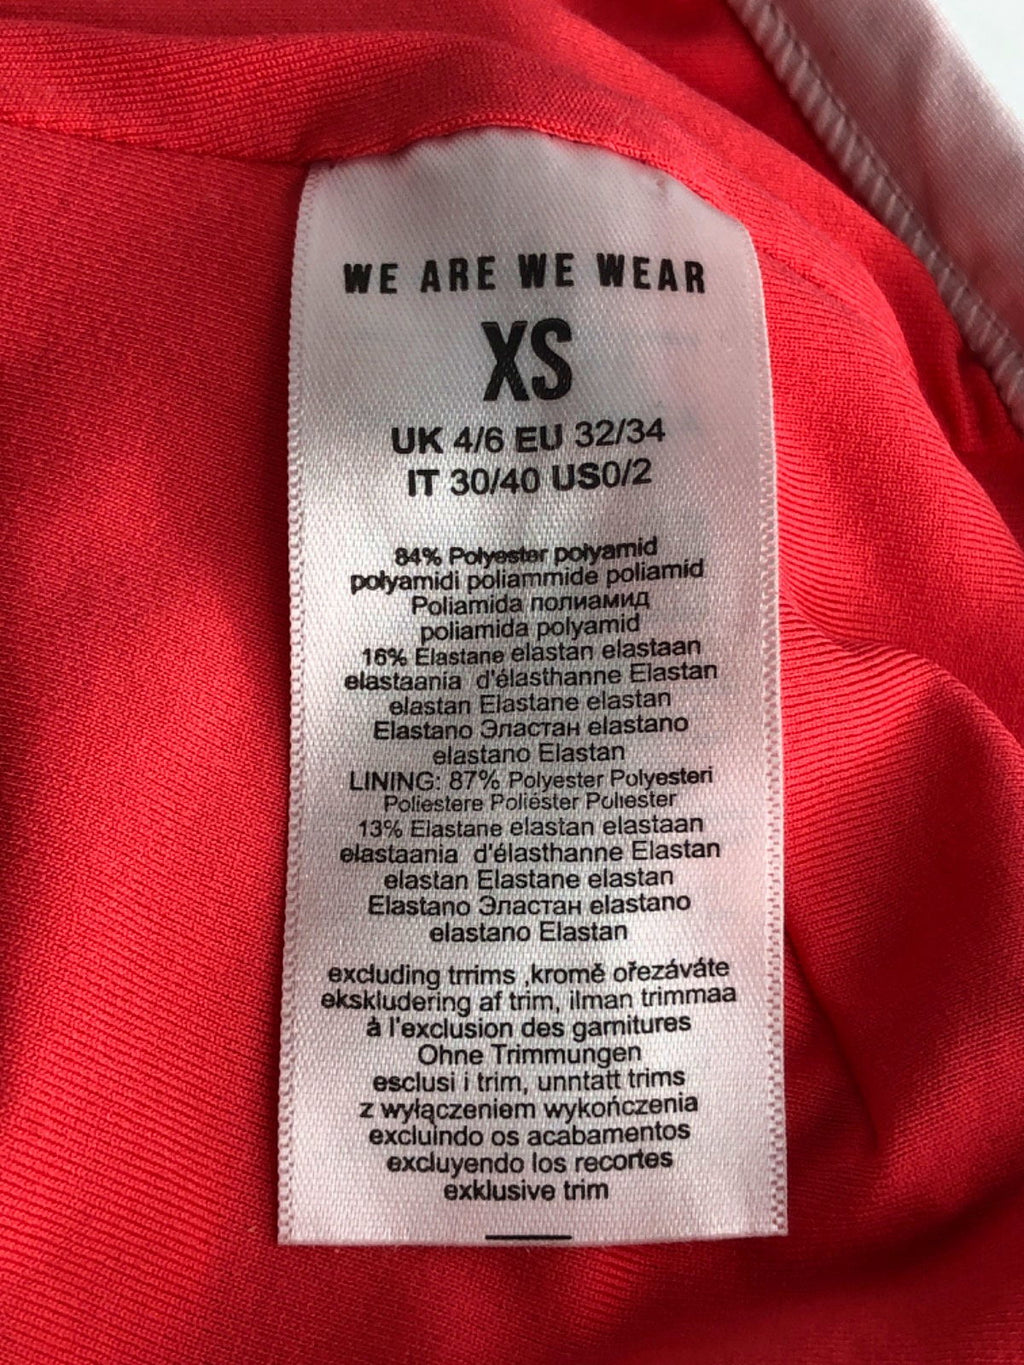 WE ARE WE WEAR
XS
UK 4/6 EU 32/34
IT 30/40 US0/2
84% Polyester polyamid
polyamidi poliammide poliamid
Poliamida полиамид
poliamida polyamid
16% Elastane elastan elastaan
elastaania d'élasthanne Elastan
elastan Elastane elastan
Elastano Эластан elastano
elastano Elastan
LINING: 87% Polyester Polyesteri
Poliestere Poliéster Poliester
13% Elastane elastan elastaan
elastaania d'élasthanne Elastan
elastan Elastane elastan
Elastano Эластан elastano
elastano Elastan
excluding trrims ,kromě ořezáváte
ekskludering af trim, ilman trimmaa
à l'exclusion des garnitures
Ohne Trimmungen
esclusi i trim, unntatt trims
z wyłączeniem wykończenia
excluindo os acabamentos
excluyendo los recortes
exklusive trim